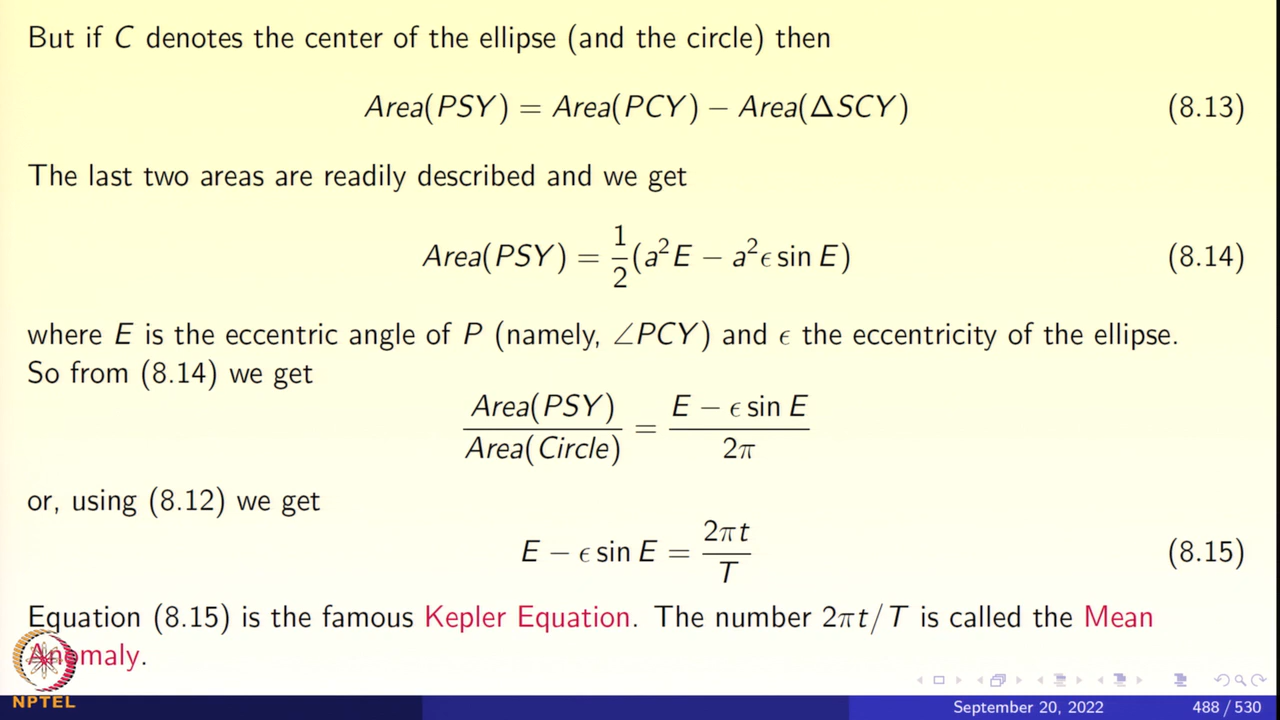 But if C denotes the center of the ellipse (and the circle) then
Area(PSY) = Area(PCY) − Area(ΔSCY) (8.13)
The last two areas are readily described and we get
Area(PSY) = 1/2 (a²E − a²ϵ sin E) (8.14)
where E is the eccentric angle of P (namely, ∠PCY) and ϵ the eccentricity of the ellipse.
So from (8.14) we get
Area(PSY)/Area(Circle) = (E − ϵ sin E)/2π
or, using (8.12) we get
E − ϵ sin E = 2πt/T (8.15)
Equation (8.15) is the famous Kepler Equation. The number 2πt/T is called the Mean
Anomaly.
NPTEL
September 20, 2022 488 / 530